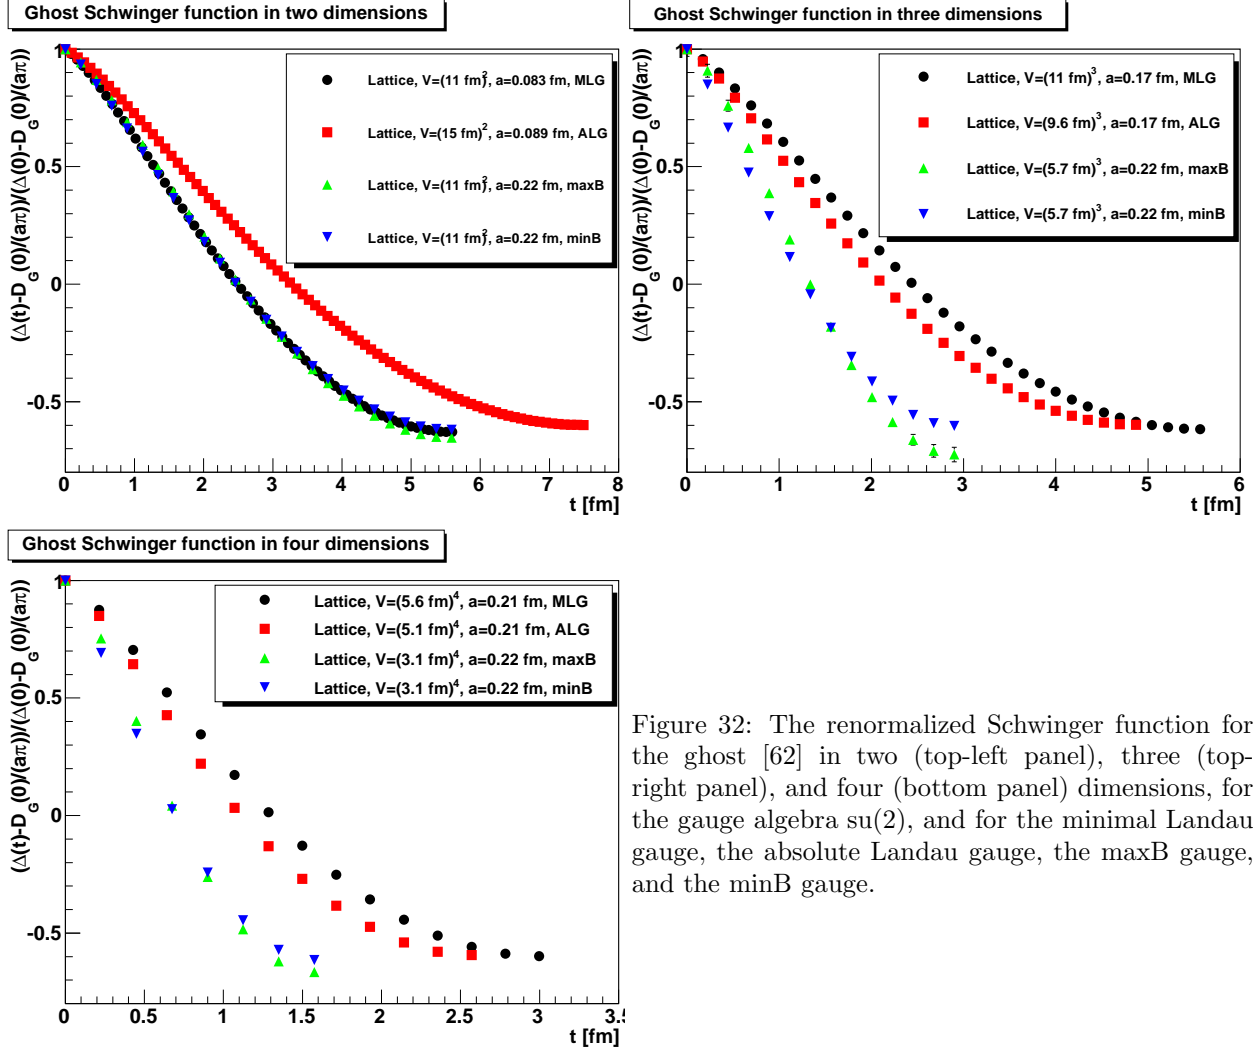 Ghost Schwinger function in two dimensions
(Δ(t)-D_G(0)/(aπ))/(Δ(0)-D_G(0)/(aπ))
1
0.5
0
-0.5
Lattice, V=(11 fm)², a=0.083 fm, MLG
Lattice, V=(15 fm)², a=0.089 fm, ALG
Lattice, V=(11 fm)², a=0.22 fm, maxB
Lattice, V=(11 fm)², a=0.22 fm, minB
0 1 2 3 4 5 6 7 8
t [fm]
Ghost Schwinger function in three dimensions
(Δ(t)-D_G(0)/(aπ))/(Δ(0)-D_G(0)/(aπ))
1
0.5
0
-0.5
Lattice, V=(11 fm)³, a=0.17 fm, MLG
Lattice, V=(9.6 fm)³, a=0.17 fm, ALG
Lattice, V=(5.7 fm)³, a=0.22 fm, maxB
Lattice, V=(5.7 fm)³, a=0.22 fm, minB
0 1 2 3 4 5 6
t [fm]
Ghost Schwinger function in four dimensions
(Δ(t)-D_G(0)/(aπ))/(Δ(0)-D_G(0)/(aπ))
1
0.5
0
-0.5
Lattice, V=(5.6 fm)⁴, a=0.21 fm, MLG
Lattice, V=(5.1 fm)⁴, a=0.21 fm, ALG
Lattice, V=(3.1 fm)⁴, a=0.22 fm, maxB
Lattice, V=(3.1 fm)⁴, a=0.22 fm, minB
0 0.5 1 1.5 2 2.5 3 3.5
t [fm]
Figure 32: The renormalized Schwinger function for
the ghost [62] in two (top-left panel), three (top-
right panel), and four (bottom panel) dimensions, for
the gauge algebra su(2), and for the minimal Landau
gauge, the absolute Landau gauge, the maxB gauge,
and the minB gauge.